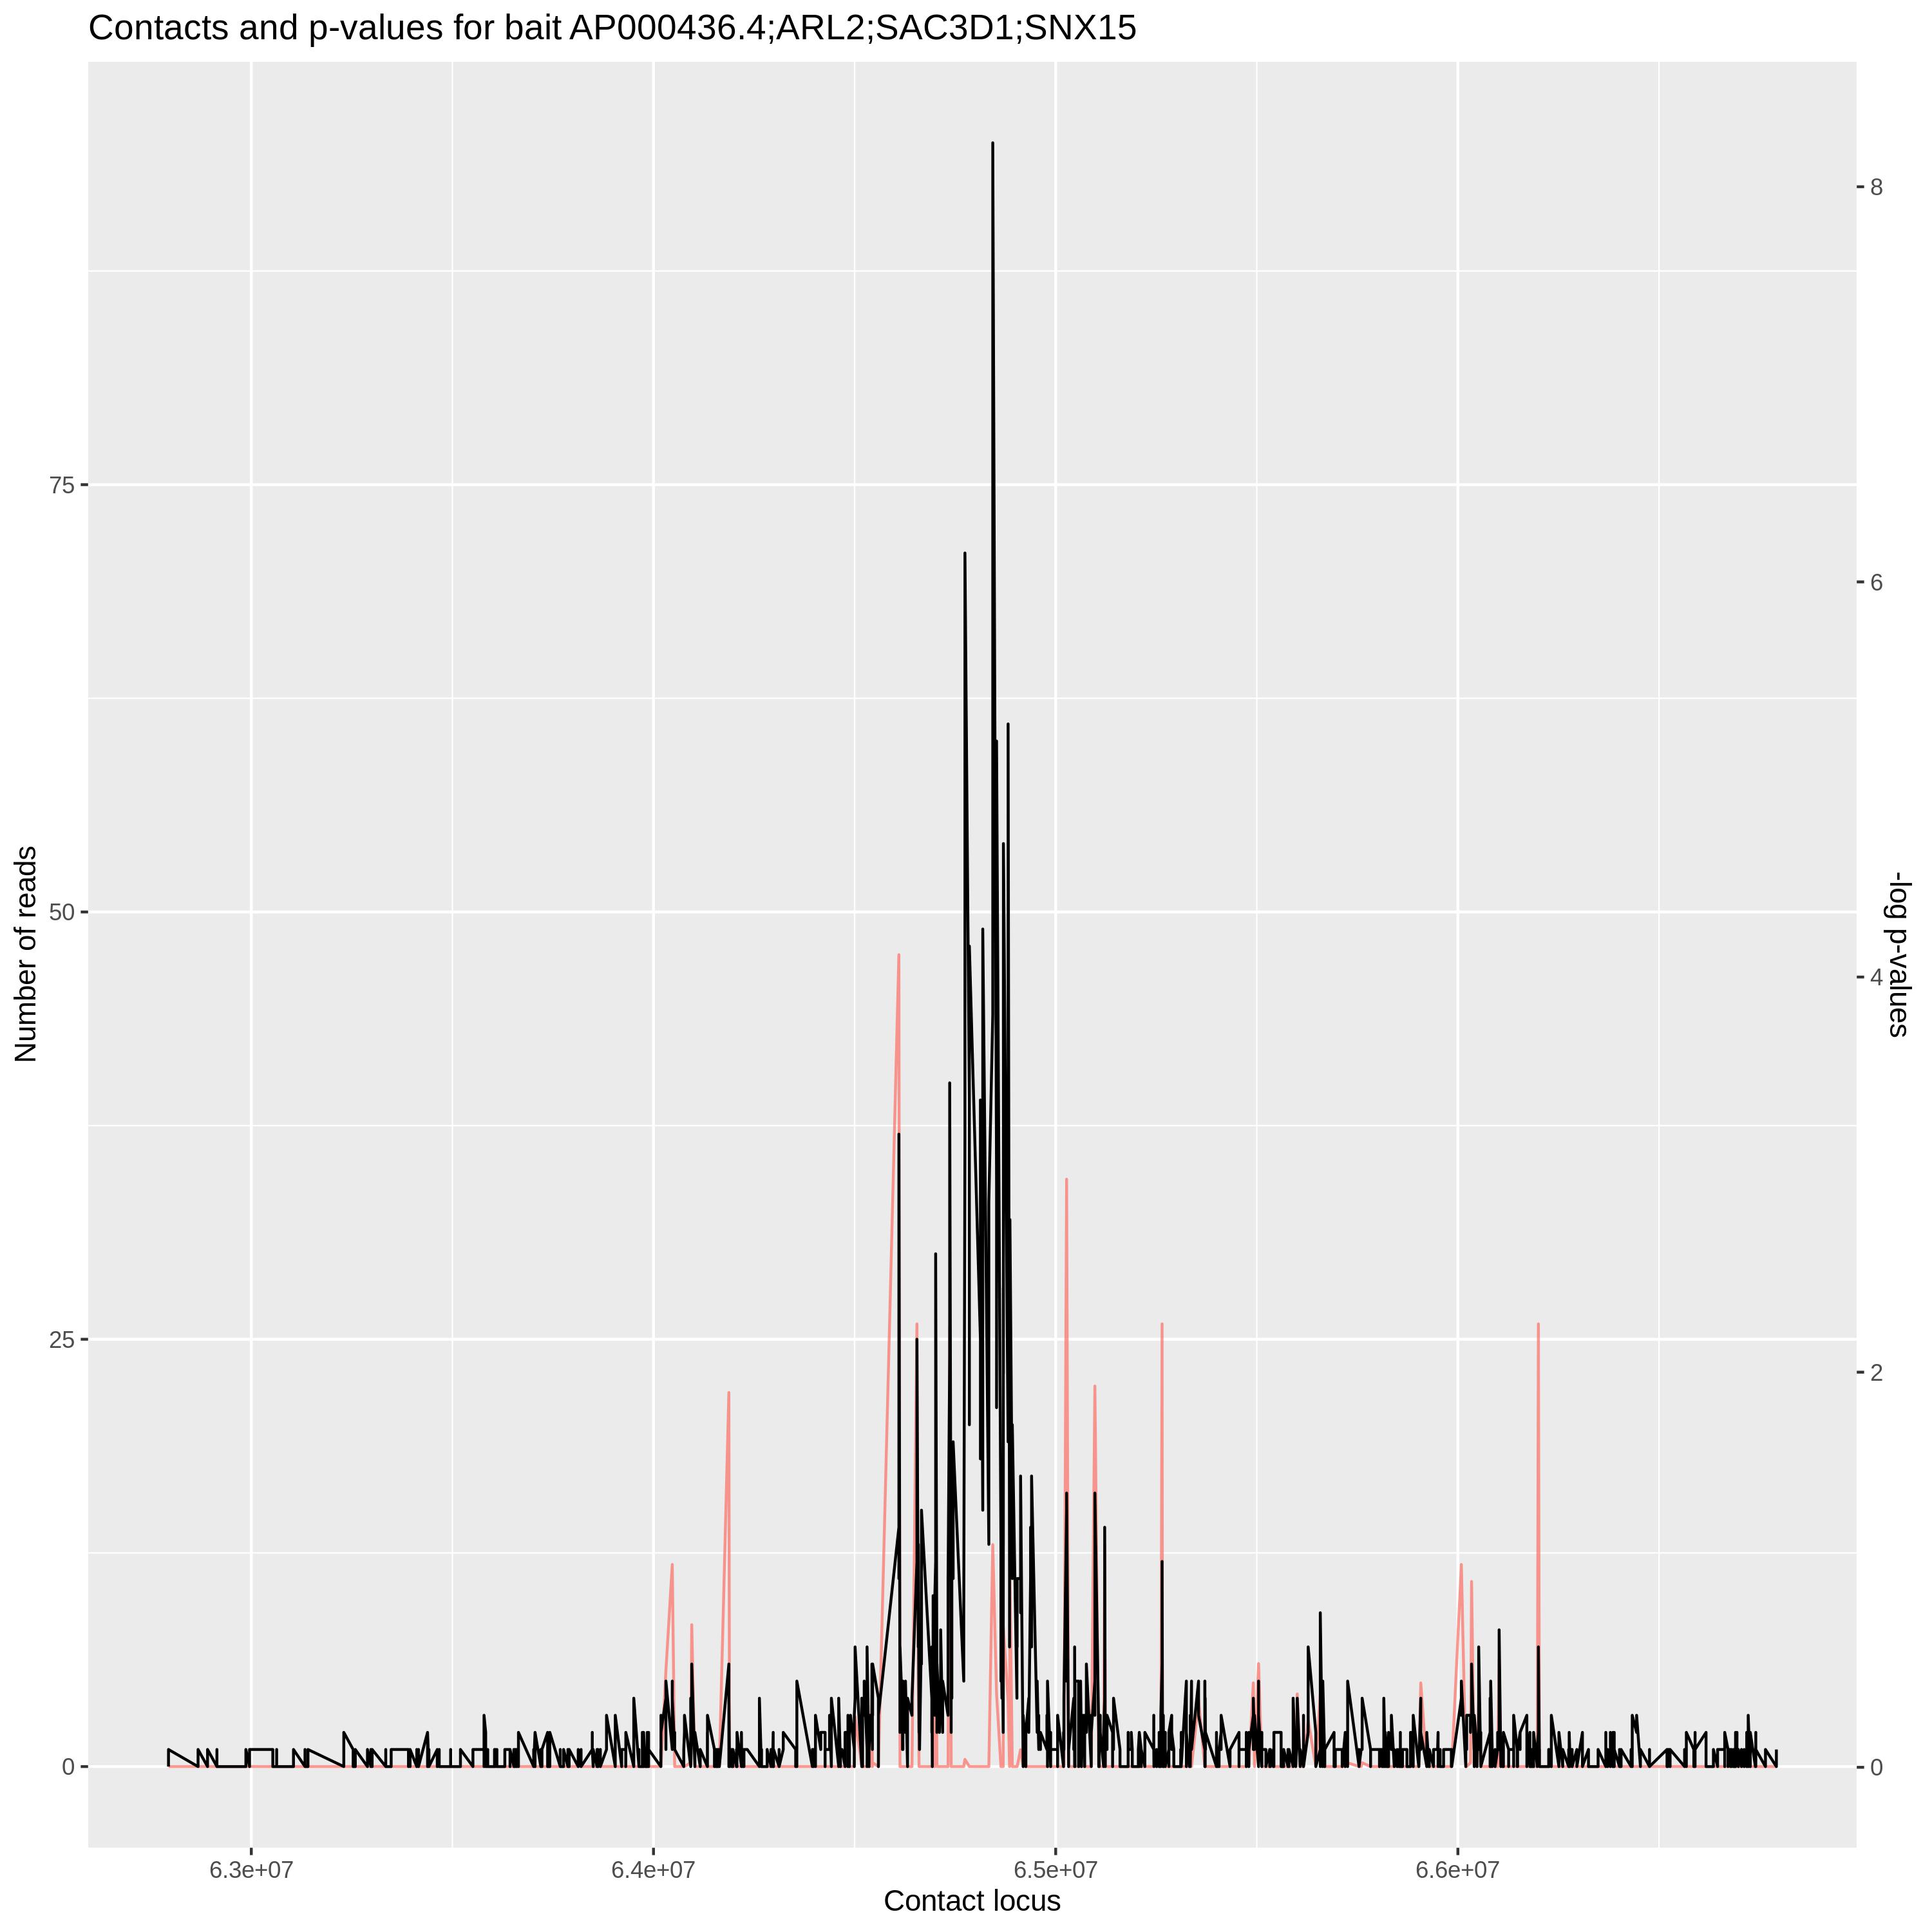 Contacts and p-values for bait AP000436.4;ARL2;SAC3D1;SNX15
8
75
6
Number of reads
50
-log p-values
4
25
2
0
0
6.3e+07
6.4e+07
6.5e+07
6.6e+07
Contact locus